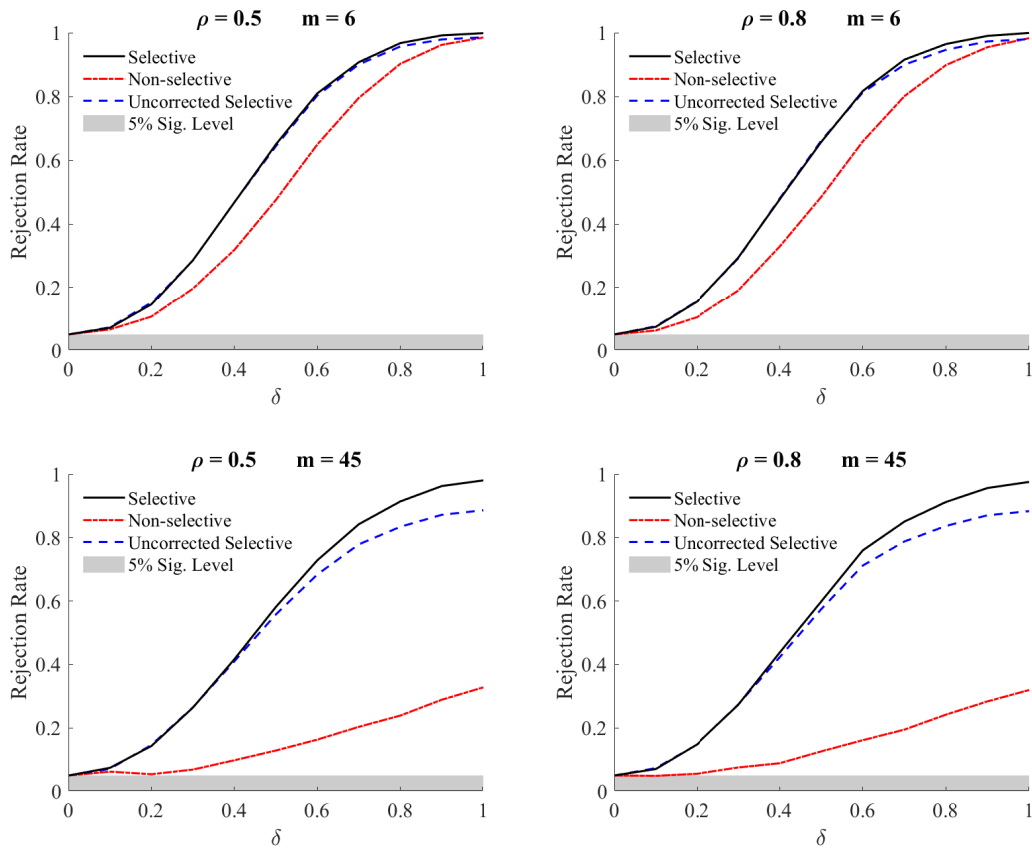 ρ = 0.5 m = 6
Selective
Non-selective
Uncorrected Selective
5% Sig. Level
Rejection Rate
1
0.8
0.6
0.4
0.2
0
0 0.2 0.4 0.6 0.8 1
δ
ρ = 0.8 m = 6
Selective
Non-selective
Uncorrected Selective
5% Sig. Level
Rejection Rate
1
0.8
0.6
0.4
0.2
0
0 0.2 0.4 0.6 0.8 1
δ
ρ = 0.5 m = 45
Selective
Non-selective
Uncorrected Selective
5% Sig. Level
Rejection Rate
1
0.8
0.6
0.4
0.2
0
0 0.2 0.4 0.6 0.8 1
δ
ρ = 0.8 m = 45
Selective
Non-selective
Uncorrected Selective
5% Sig. Level
Rejection Rate
1
0.8
0.6
0.4
0.2
0
0 0.2 0.4 0.6 0.8 1
δ